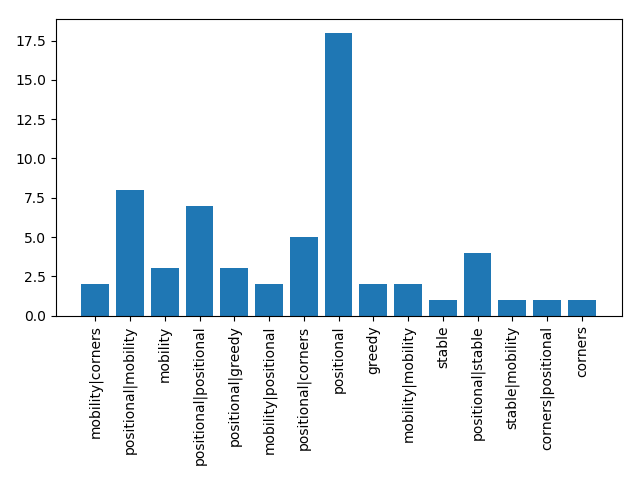 17.5
15.0
12.5
10.0
7.5
5.0
2.5
0.0
mobility|corners
positional|mobility
mobility
positional|positional
positional|greedy
mobility|positional
positional|corners
positional
greedy
mobility|mobility
stable
positional|stable
stable|mobility
corners|positional
corners